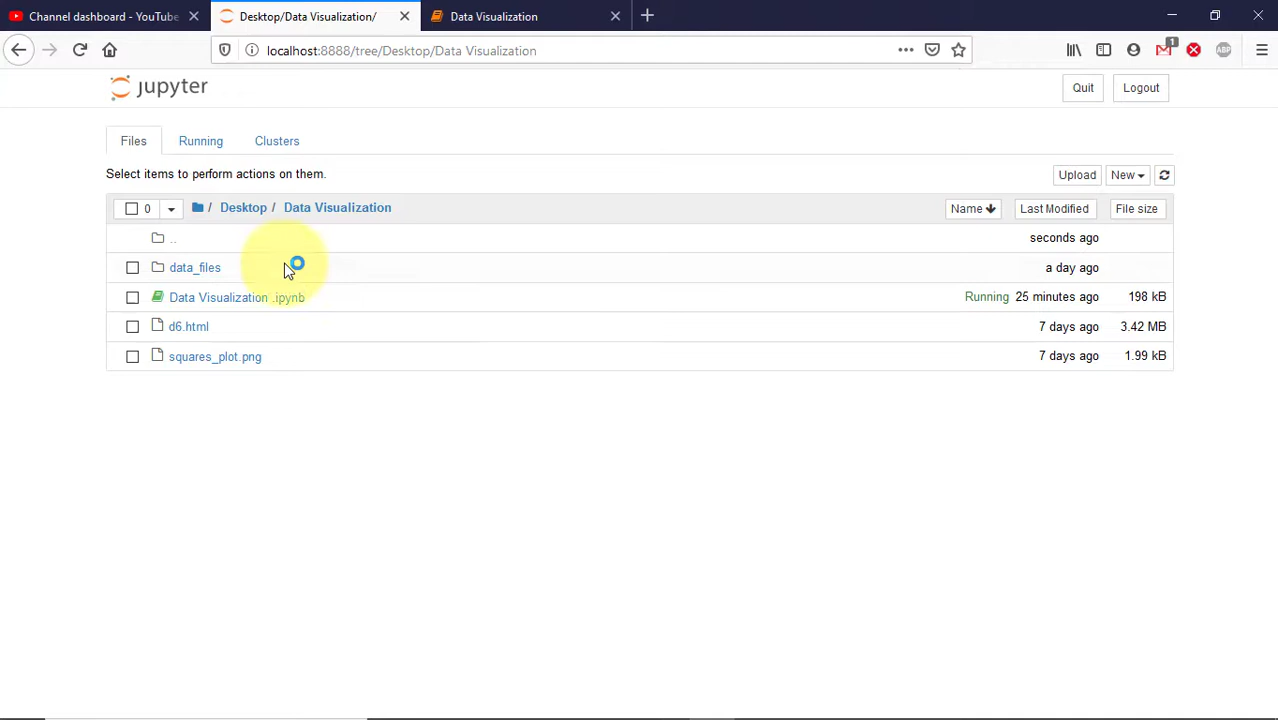 Channel dashboard - YouTube
Desktop/Data Visualization/
Data Visualization
localhost:8888/tree/Desktop/Data Visualization
1
ABP
jupyter
Quit
Logout
Files
Running
Clusters
Select items to perform actions on them.
Upload
New
0
/ Desktop / Data Visualization
Name
Last Modified
File size
..
seconds ago
data_files
a day ago
Data Visualization .ipynb
Running 25 minutes ago
198 kB
d6.html
7 days ago
3.42 MB
squares_plot.png
7 days ago
1.99 kB